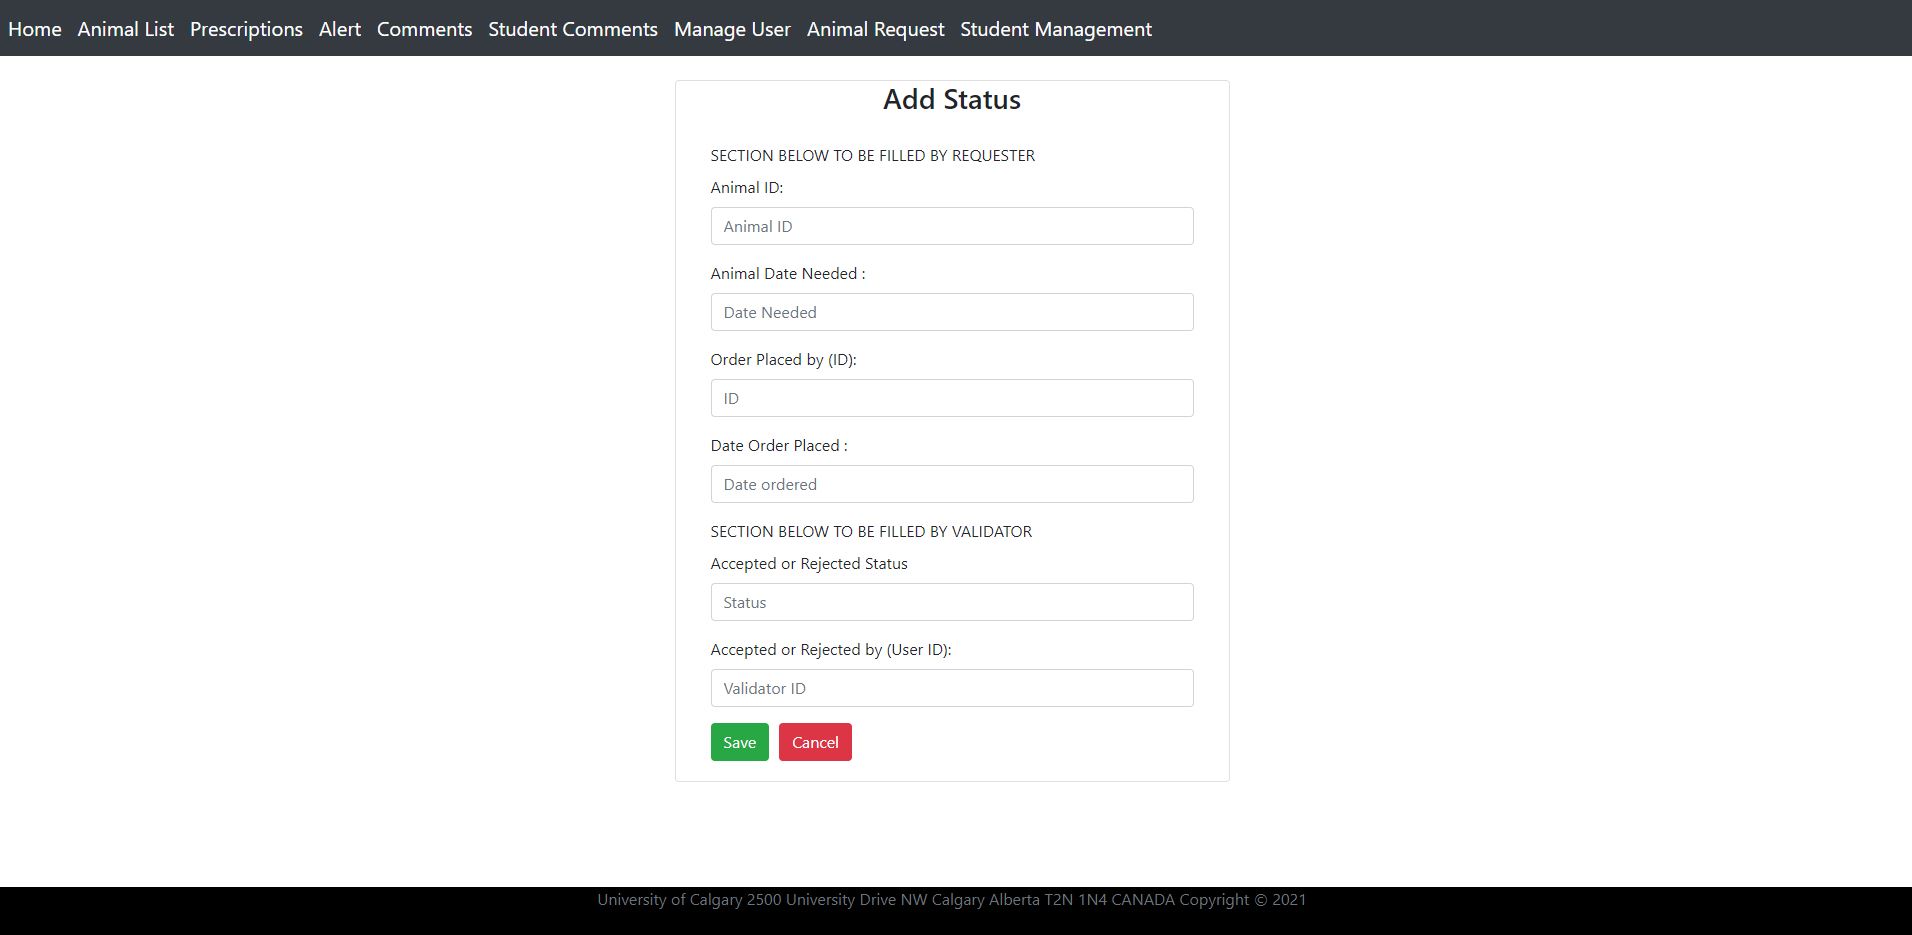 Home Animal List Prescriptions Alert Comments Student Comments Manage User Animal Request Student Management
Add Status
SECTION BELOW TO BE FILLED BY REQUESTER
Animal ID:
Animal ID
Animal Date Needed :
Date Needed
Order Placed by (ID):
ID
Date Order Placed :
Date ordered
SECTION BELOW TO BE FILLED BY VALIDATOR
Accepted or Rejected Status
Status
Accepted or Rejected by (User ID):
Validator ID
Save Cancel
University of Calgary 2500 University Drive NW Calgary Alberta T2N 1N4 CANADA Copyright © 2021